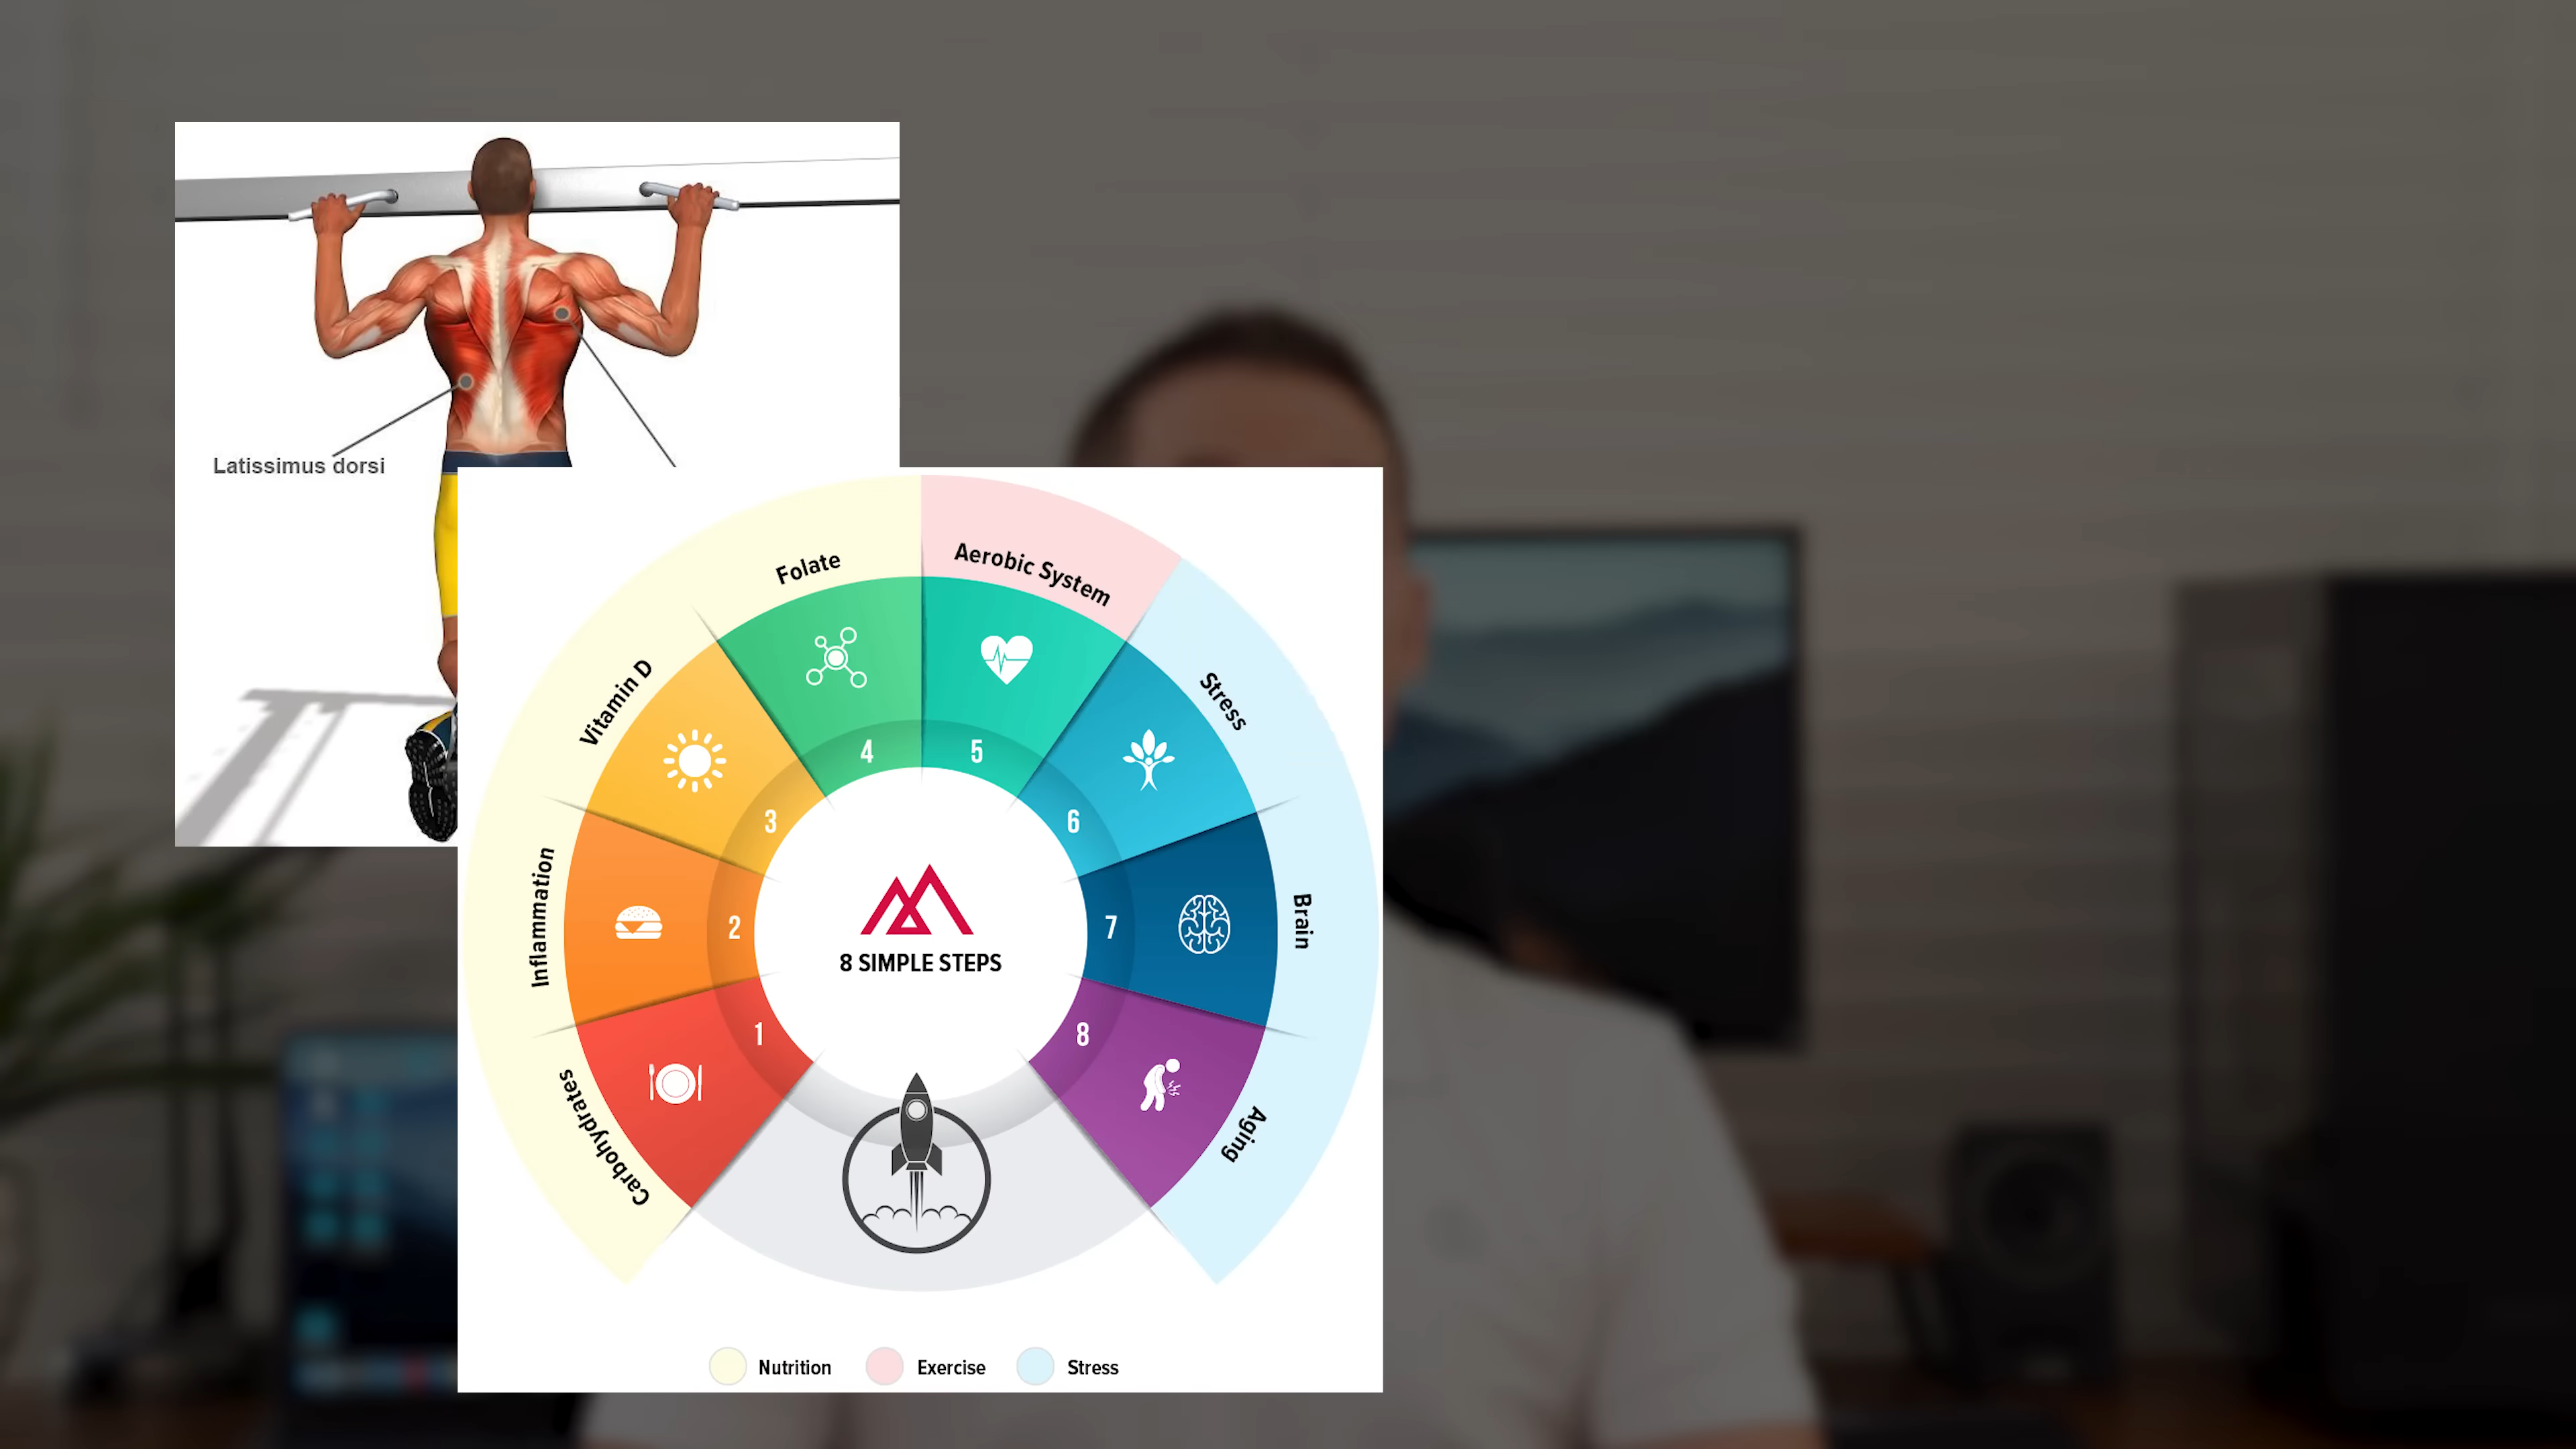 Latissimus dorsi
Folate
Aerobic System
Vitamin D
Stress
Inflammation
Brain
Carbohydrates
Aging
4
5
3
6
2
7
1
8
8 SIMPLE STEPS
Nutrition
Exercise
Stress